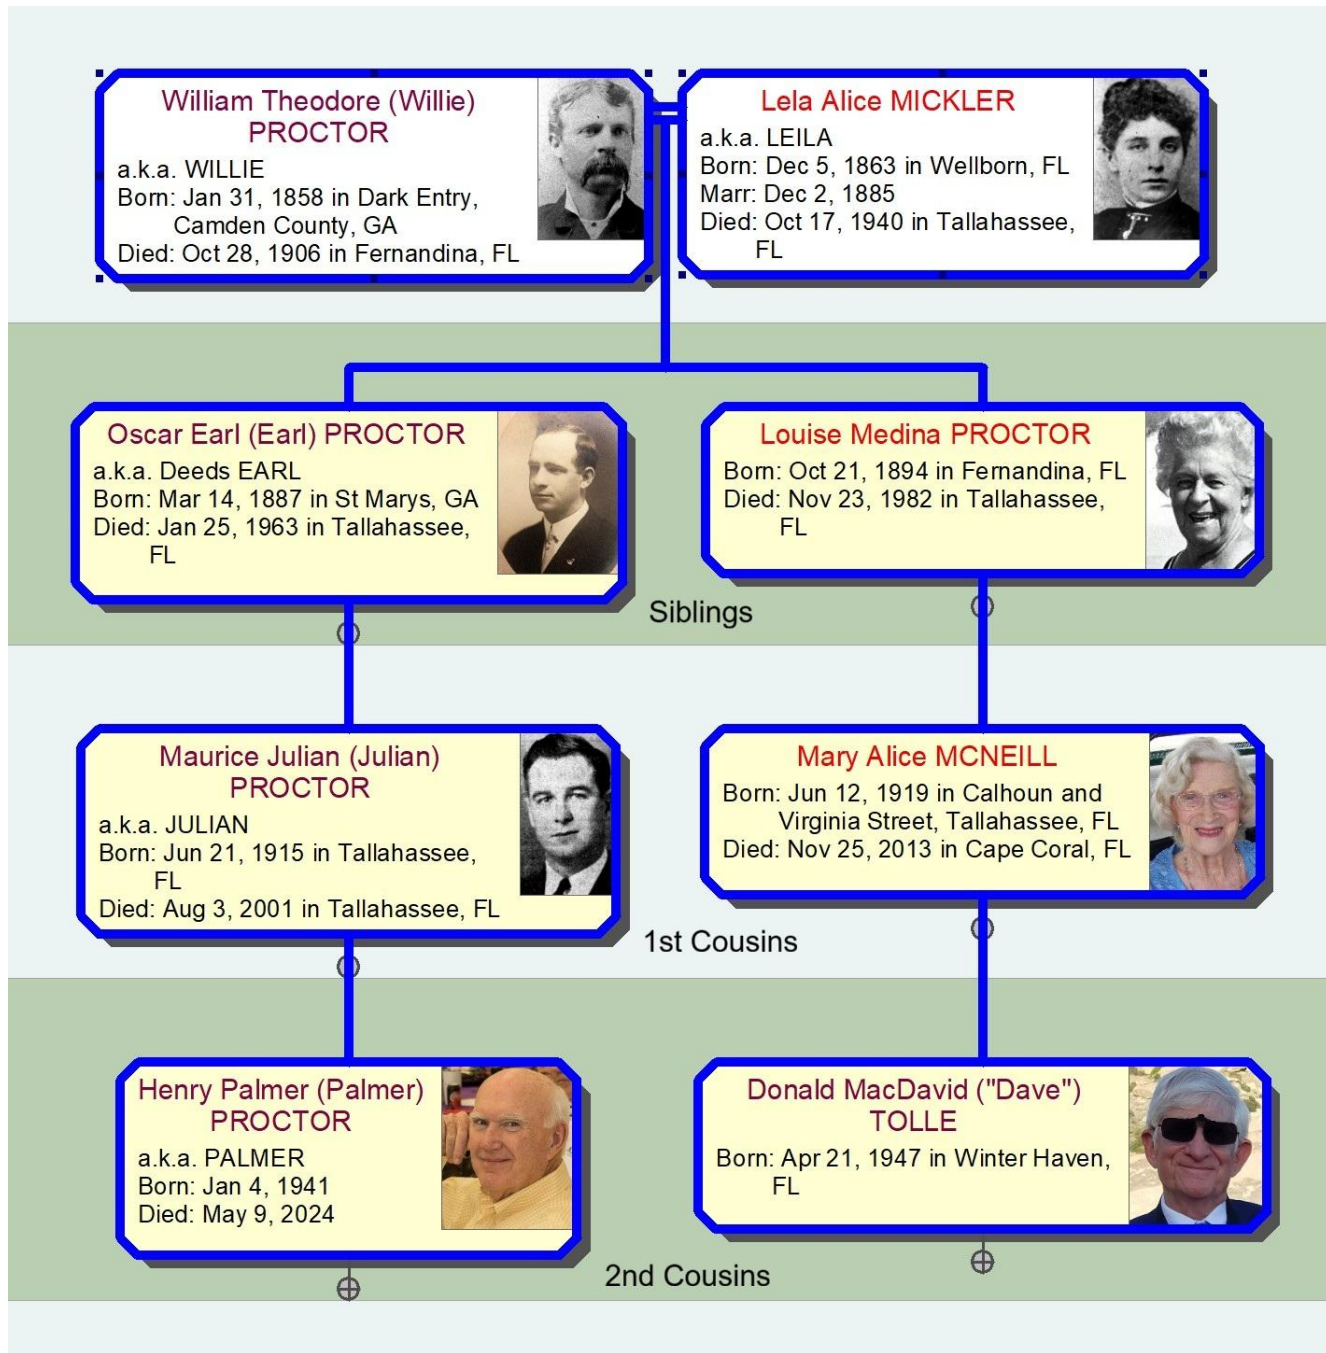 William Theodore (Willie)
PROCTOR
a.k.a. WILLIE
Born: Jan 31, 1858 in Dark Entry,
Camden County, GA
Died: Oct 28, 1906 in Fernandina, FL
Lela Alice MICKLER
a.k.a. LEILA
Born: Dec 5, 1863 in Wellborn, FL
Marr: Dec 2, 1885
Died: Oct 17, 1940 in Tallahassee,
FL
Oscar Earl (Earl) PROCTOR
a.k.a. Deeds EARL
Born: Mar 14, 1887 in St Marys, GA
Died: Jan 25, 1963 in Tallahassee,
FL
Louise Medina PROCTOR
Born: Oct 21, 1894 in Fernandina, FL
Died: Nov 23, 1982 in Tallahassee,
FL
Siblings
Maurice Julian (Julian)
PROCTOR
a.k.a. JULIAN
Born: Jun 21, 1915 in Tallahassee,
FL
Died: Aug 3, 2001 in Tallahassee, FL
Mary Alice MCNEILL
Born: Jun 12, 1919 in Calhoun and
Virginia Street, Tallahassee, FL
Died: Nov 25, 2013 in Cape Coral, FL
1st Cousins
Henry Palmer (Palmer)
PROCTOR
a.k.a. PALMER
Born: Jan 4, 1941
Died: May 9, 2024
Donald MacDavid ("Dave")
TOLLE
Born: Apr 21, 1947 in Winter Haven,
FL
2nd Cousins